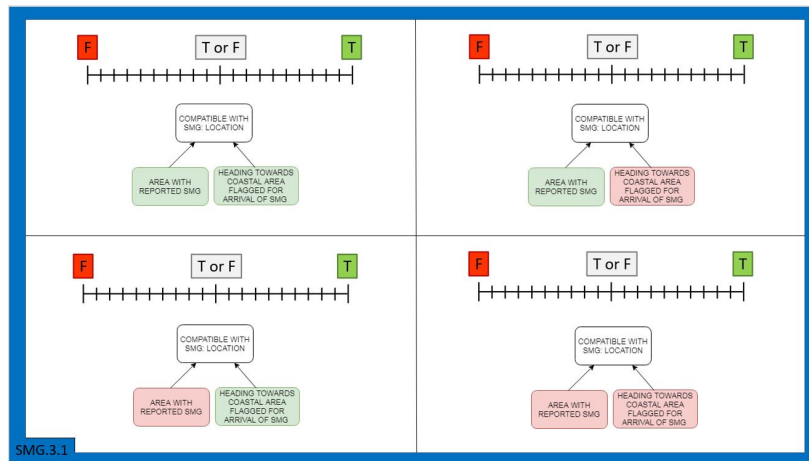 F
T or F
T
COMPATIBLE WITH
SMG: LOCATION
AREA WITH
REPORTED SMG
HEADING TOWARDS
COASTAL AREA
FLAGGED FOR
ARRIVAL OF SMG
F
T or F
T
COMPATIBLE WITH
SMG: LOCATION
AREA WITH
REPORTED SMG
HEADING TOWARDS
COASTAL AREA
FLAGGED FOR
ARRIVAL OF SMG
F
T or F
T
COMPATIBLE WITH
SMG: LOCATION
AREA WITH
REPORTED SMG
HEADING TOWARDS
COASTAL AREA
FLAGGED FOR
ARRIVAL OF SMG
F
T or F
T
COMPATIBLE WITH
SMG: LOCATION
AREA WITH
REPORTED SMG
HEADING TOWARDS
COASTAL AREA
FLAGGED FOR
ARRIVAL OF SMG
SMG.3.1